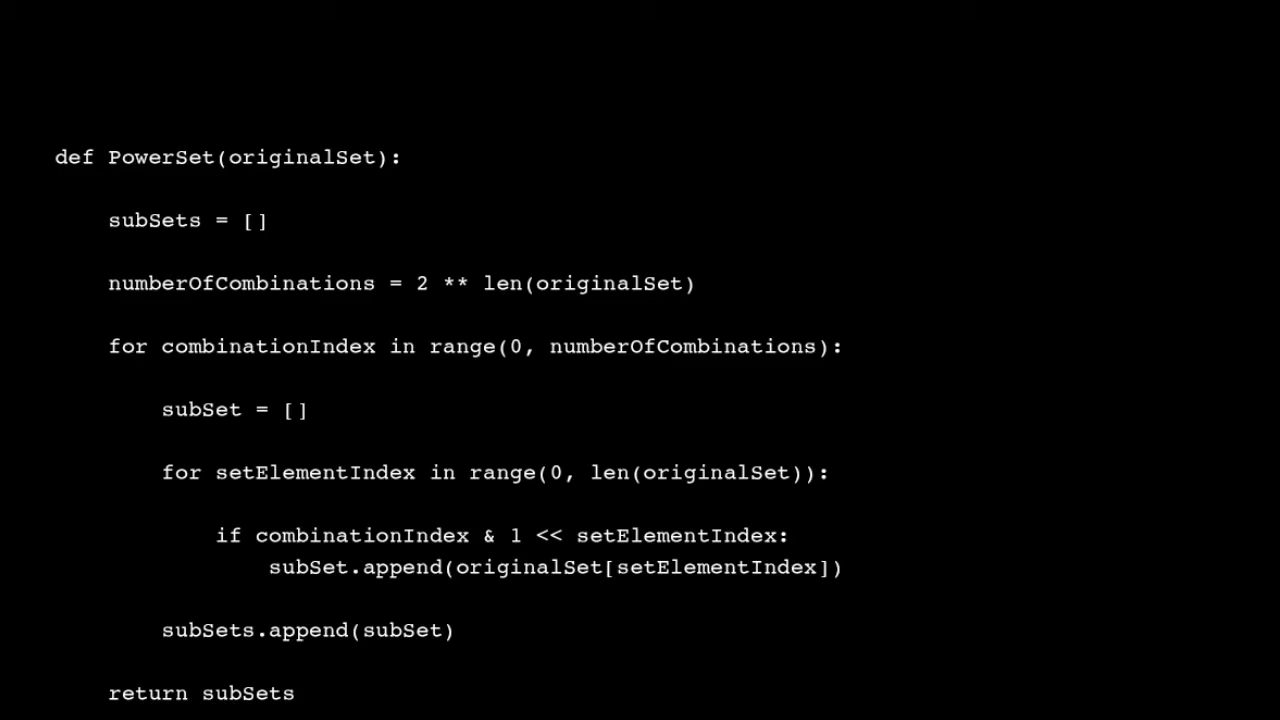 def PowerSet(originalSet):
    subSets = []
    numberOfCombinations = 2 ** len(originalSet)
    for combinationIndex in range(0, numberOfCombinations):
        subSet = []
        for setElementIndex in range(0, len(originalSet)):
            if combinationIndex & 1 << setElementIndex:
                subSet.append(originalSet[setElementIndex])
        subSets.append(subSet)
    return subSets